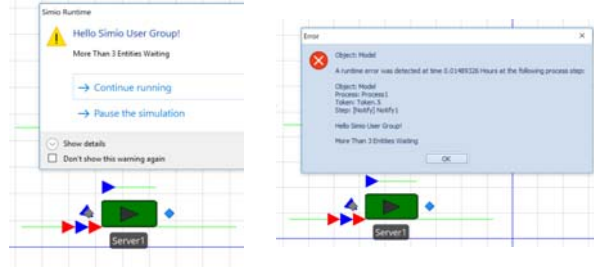 Simio Runtime
Hello Simio User Group!
More Than 3 Entities Waiting
→ Continue running
→ Pause the simulation
Show details
Don't show this warning again
Server1
Error
Object: Model
A runtime error was detected at time 0.01489326 Hours at the following process step:
Object: Model
Process: Process1
Token: Token.5
Step: [Notify] Notify1
Hello Simio User Group!
More Than 3 Entities Waiting
OK
Server1